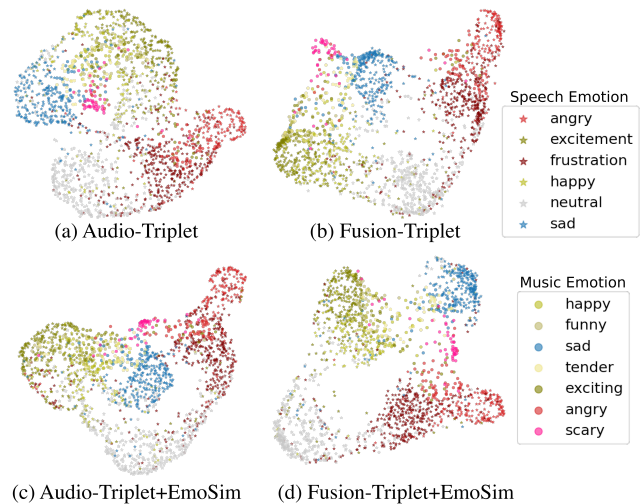 Speech Emotion
angry
excitement
frustration
happy
neutral
sad
(a) Audio-Triplet
(b) Fusion-Triplet
Music Emotion
happy
funny
sad
tender
exciting
angry
scary
(c) Audio-Triplet+EmoSim
(d) Fusion-Triplet+EmoSim